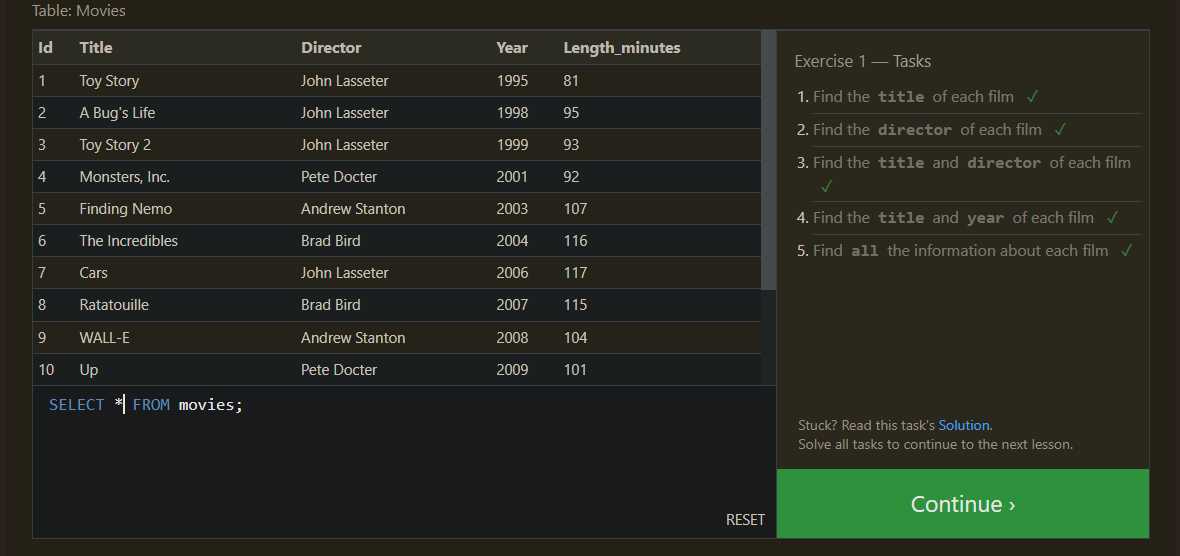 Table: Movies
Id Title Director Year Length_minutes
1 Toy Story John Lasseter 1995 81
2 A Bug's Life John Lasseter 1998 95
3 Toy Story 2 John Lasseter 1999 93
4 Monsters, Inc. Pete Docter 2001 92
5 Finding Nemo Andrew Stanton 2003 107
6 The Incredibles Brad Bird 2004 116
7 Cars John Lasseter 2006 117
8 Ratatouille Brad Bird 2007 115
9 WALL-E Andrew Stanton 2008 104
10 Up Pete Docter 2009 101
SELECT * FROM movies;
RESET
Exercise 1 — Tasks
1. Find the title of each film ✓
2. Find the director of each film ✓
3. Find the title and director of each film
✓
4. Find the title and year of each film ✓
5. Find all the information about each film ✓
Stuck? Read this task's Solution.
Solve all tasks to continue to the next lesson.
Continue ›